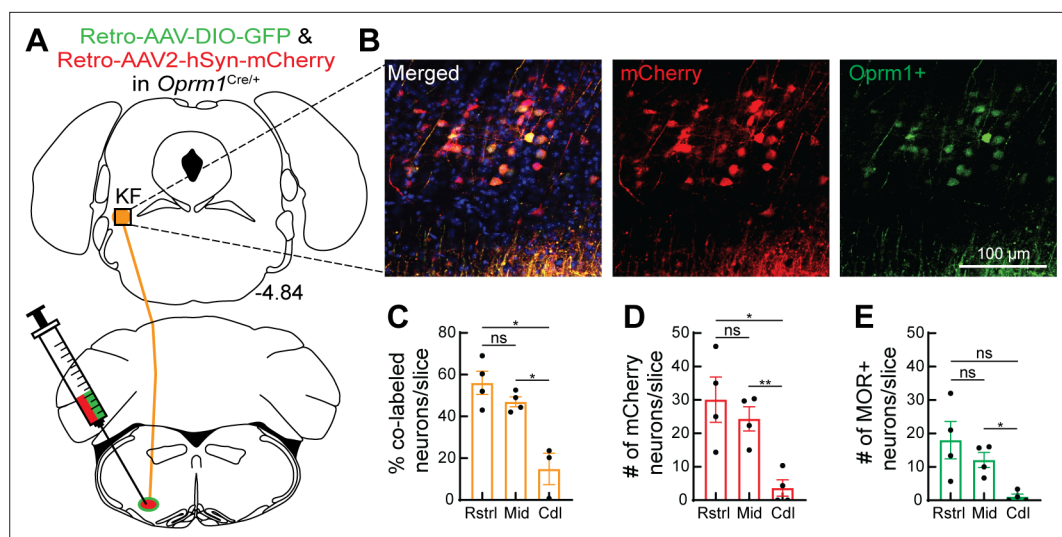 A
Retro-AAV-DIO-GFP &
Retro-AAV2-hSyn-mCherry
in Oprm1Cre/+
KF
-4.84
B
Merged
mCherry
Oprm1+
100 µm
C
% co-labeled
neurons/slice
80
60
40
20
0
*
ns
*
Rstrl Mid Cdl
D
# of mCherry
neurons/slice
50
40
30
20
10
0
*
ns
**
Rstrl Mid Cdl
E
# of MOR+
neurons/slice
50
40
30
20
10
0
ns
ns
*
Rstrl Mid Cdl